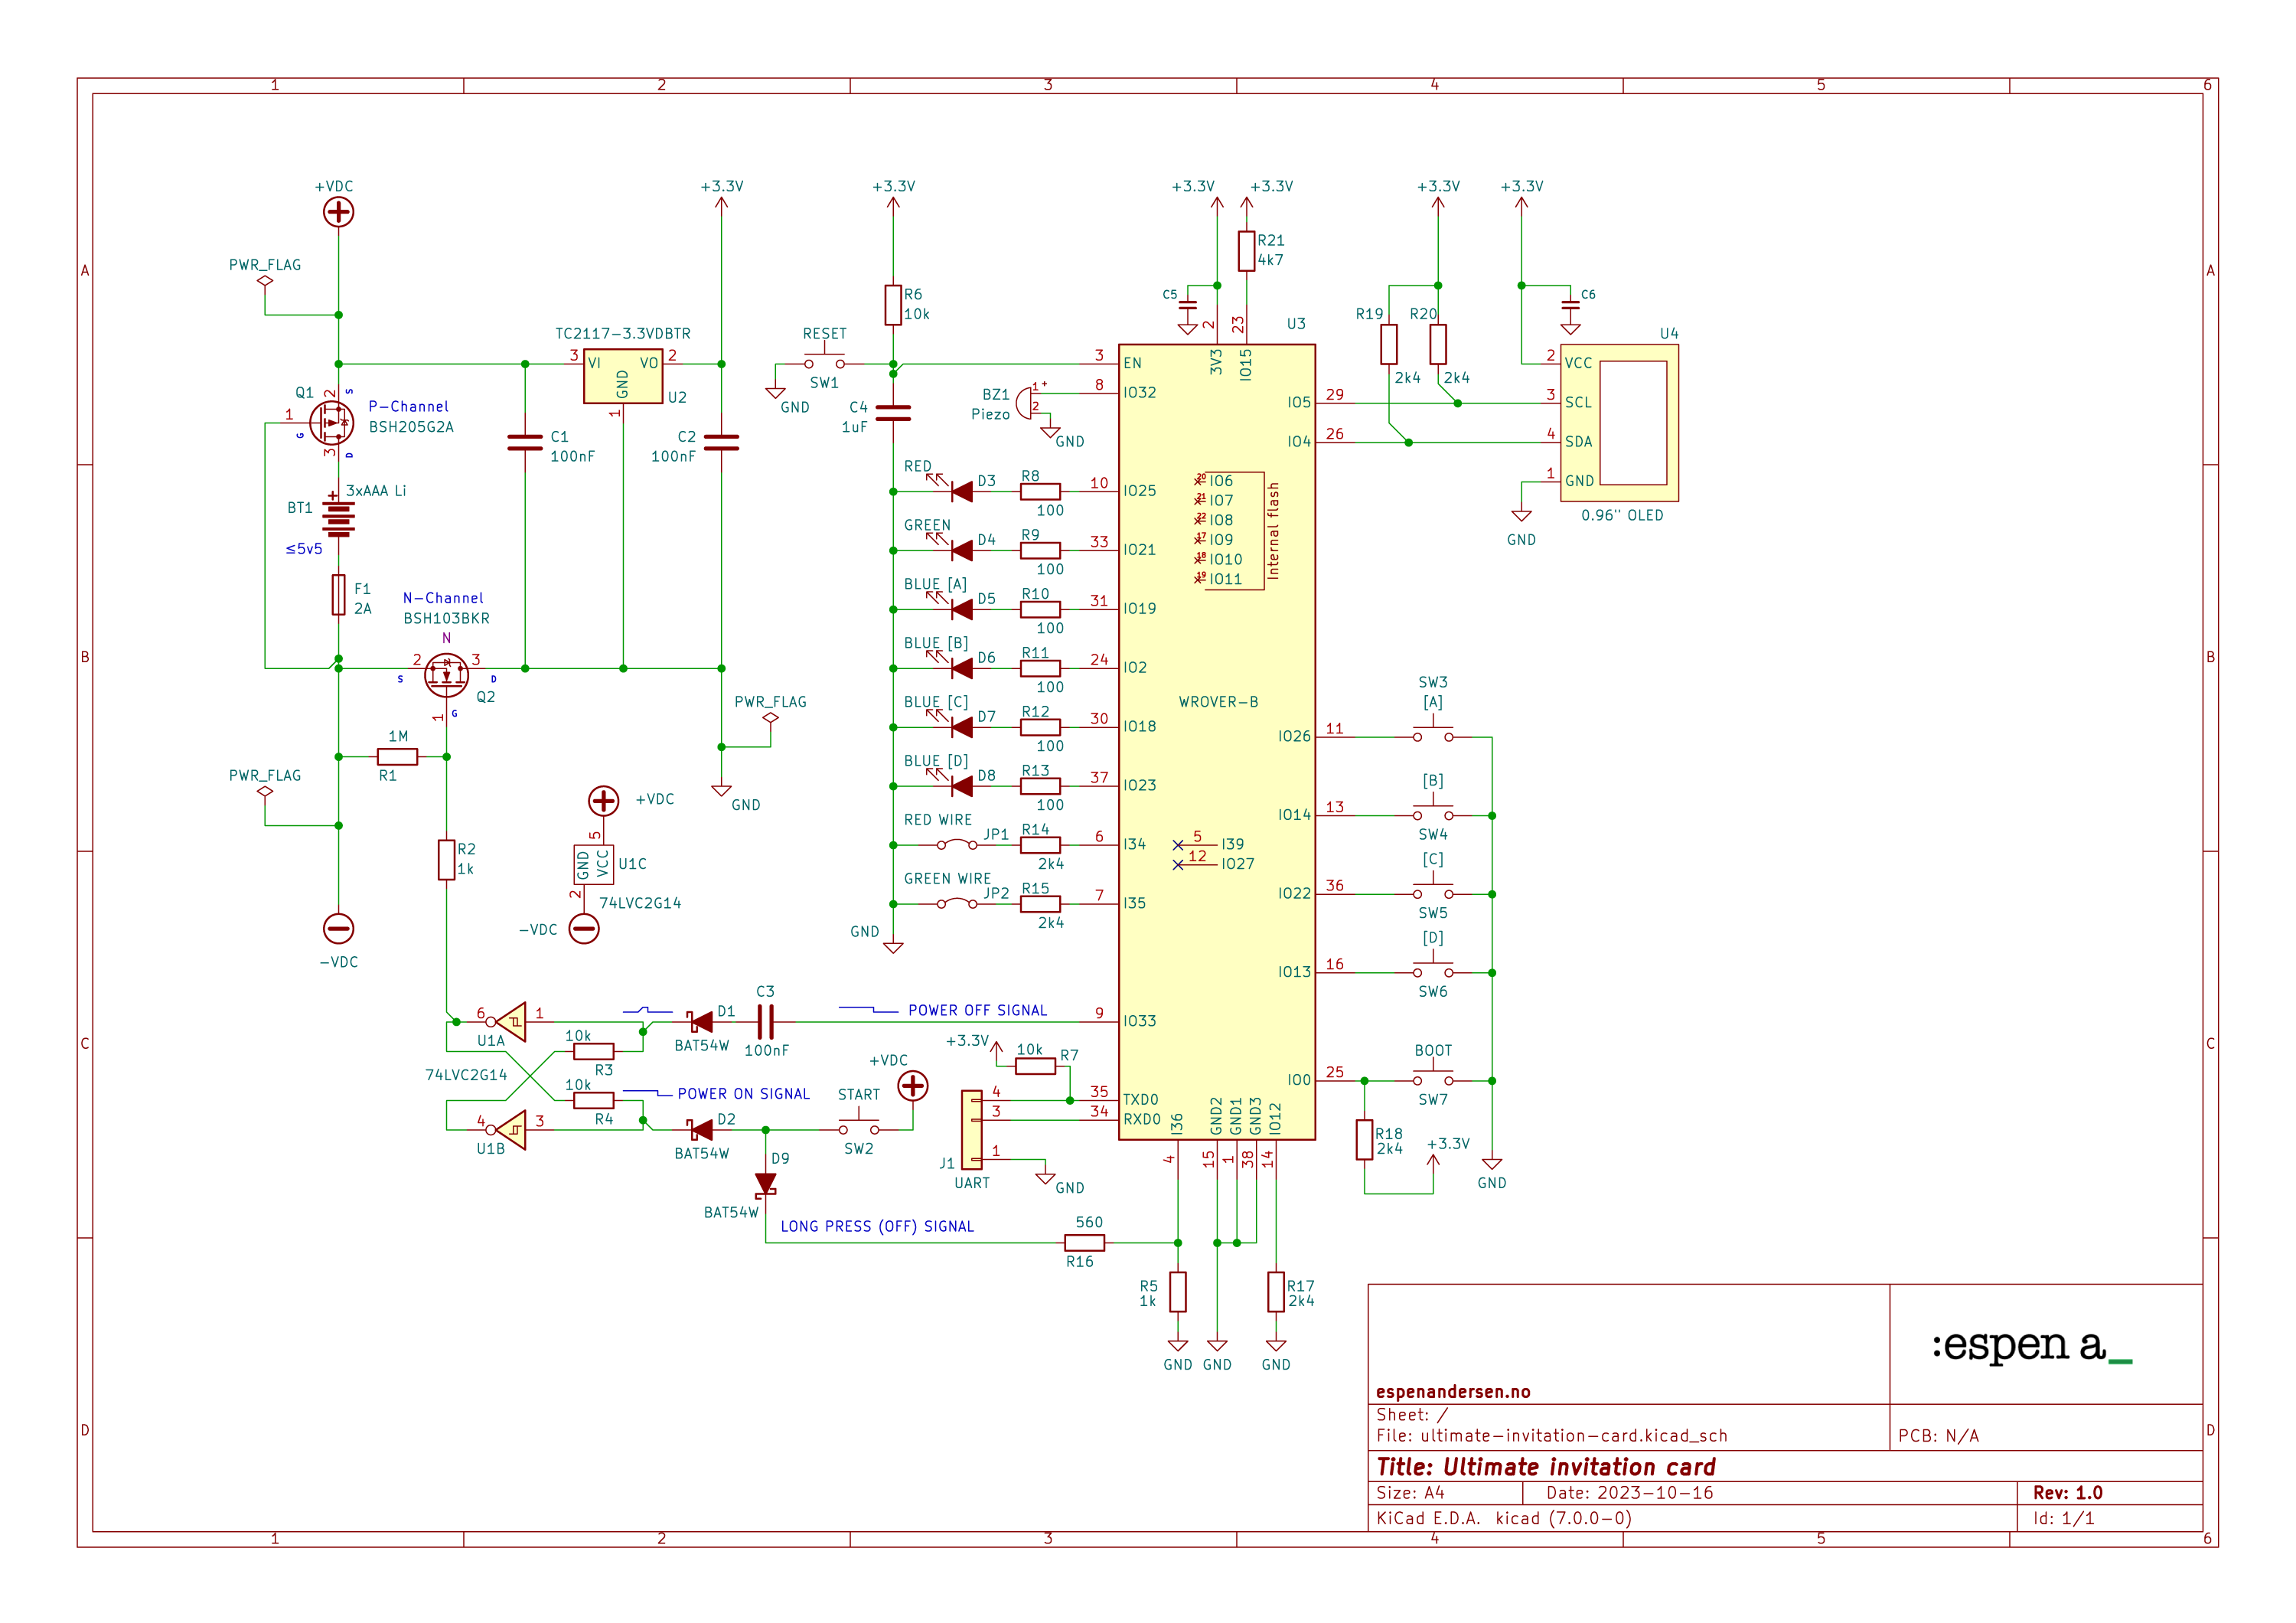 1 2 3 4 5 6
A A
B B
C C
D D
1 2 3 4 5 6
+VDC
PWR_FLAG
Q1
1
2
3
S
G
D
P-Channel
BSH205G2A
BT1
+
3xAAA Li
≤5v5
F1
2A
N-Channel
BSH103BKR
N
2
3
S
D
Q2
1
G
1M
R1
PWR_FLAG
R2
1k
-VDC
TC2117-3.3VDBTR
3
VI
VO
2
GND
U2
1
C1
100nF
C2
100nF
+3.3V
PWR_FLAG
GND
+VDC
5
GND
VCC
U1C
2
74LVC2G14
-VDC
6
1
U1A
10k
R3
74LVC2G14
10k
R4
4
3
U1B
D1
BAT54W
C3
100nF
POWER OFF SIGNAL
POWER ON SIGNAL
D2
BAT54W
START
SW2
+VDC
D9
BAT54W
LONG PRESS (OFF) SIGNAL
560
R16
+3.3V
R6
10k
RESET
SW1
GND
C4
1uF
BZ1
Piezo
1
+
2
GND
RED
D3
R8
100
GREEN
D4
R9
100
BLUE [A]
D5
R10
100
BLUE [B]
D6
R11
100
BLUE [C]
D7
R12
100
BLUE [D]
D8
R13
100
RED WIRE
JP1
R14
2k4
GREEN WIRE
JP2
R15
2k4
GND
+3.3V
10k
R7
4
3
1
J1
UART
GND
+3.3V
+3.3V
R21
4k7
C5
2
23
U3
3V3
IO15
3
EN
8
IO32
10
IO25
33
IO21
31
IO19
24
IO2
30
IO18
37
IO23
6
I34
7
I35
9
IO33
35
TXD0
34
RXD0
20
IO6
21
IO7
22
IO8
17
IO9
18
IO10
19
IO11
Internal flash
WROVER-B
5
I39
12
IO27
IO5
29
IO4
26
IO26
11
IO14
13
IO22
36
IO13
16
IO0
25
I36
GND2
GND1
GND3
IO12
4
15
1
38
14
R5
1k
R17
2k4
GND
GND
GND
+3.3V
R19
2k4
R20
2k4
+3.3V
C6
U4
2
VCC
3
SCL
4
SDA
1
GND
0.96" OLED
GND
SW3
[A]
[B]
SW4
[C]
SW5
[D]
SW6
BOOT
SW7
R18
2k4
+3.3V
GND
:espen a_
espenandersen.no
Sheet: /
File: ultimate-invitation-card.kicad_sch
PCB: N/A
Title: Ultimate invitation card
Size: A4
Date: 2023-10-16
Rev: 1.0
KiCad E.D.A. kicad (7.0.0-0)
Id: 1/1